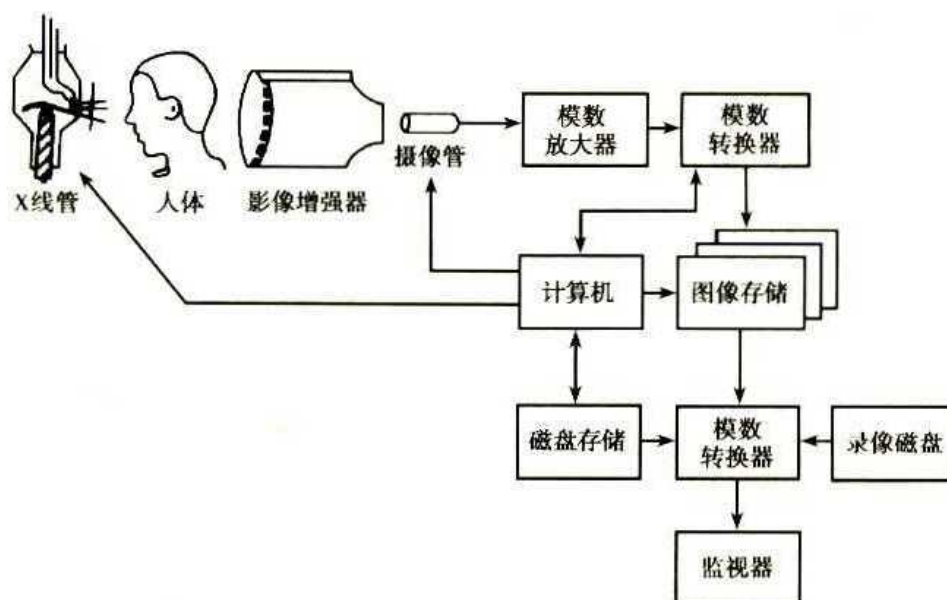 模数
放大器
模数
转换器
X线管
人体
影像增强器
摄像管
计算机
图像存储
磁盘存储
模数
转换器
录像磁盘
监视器